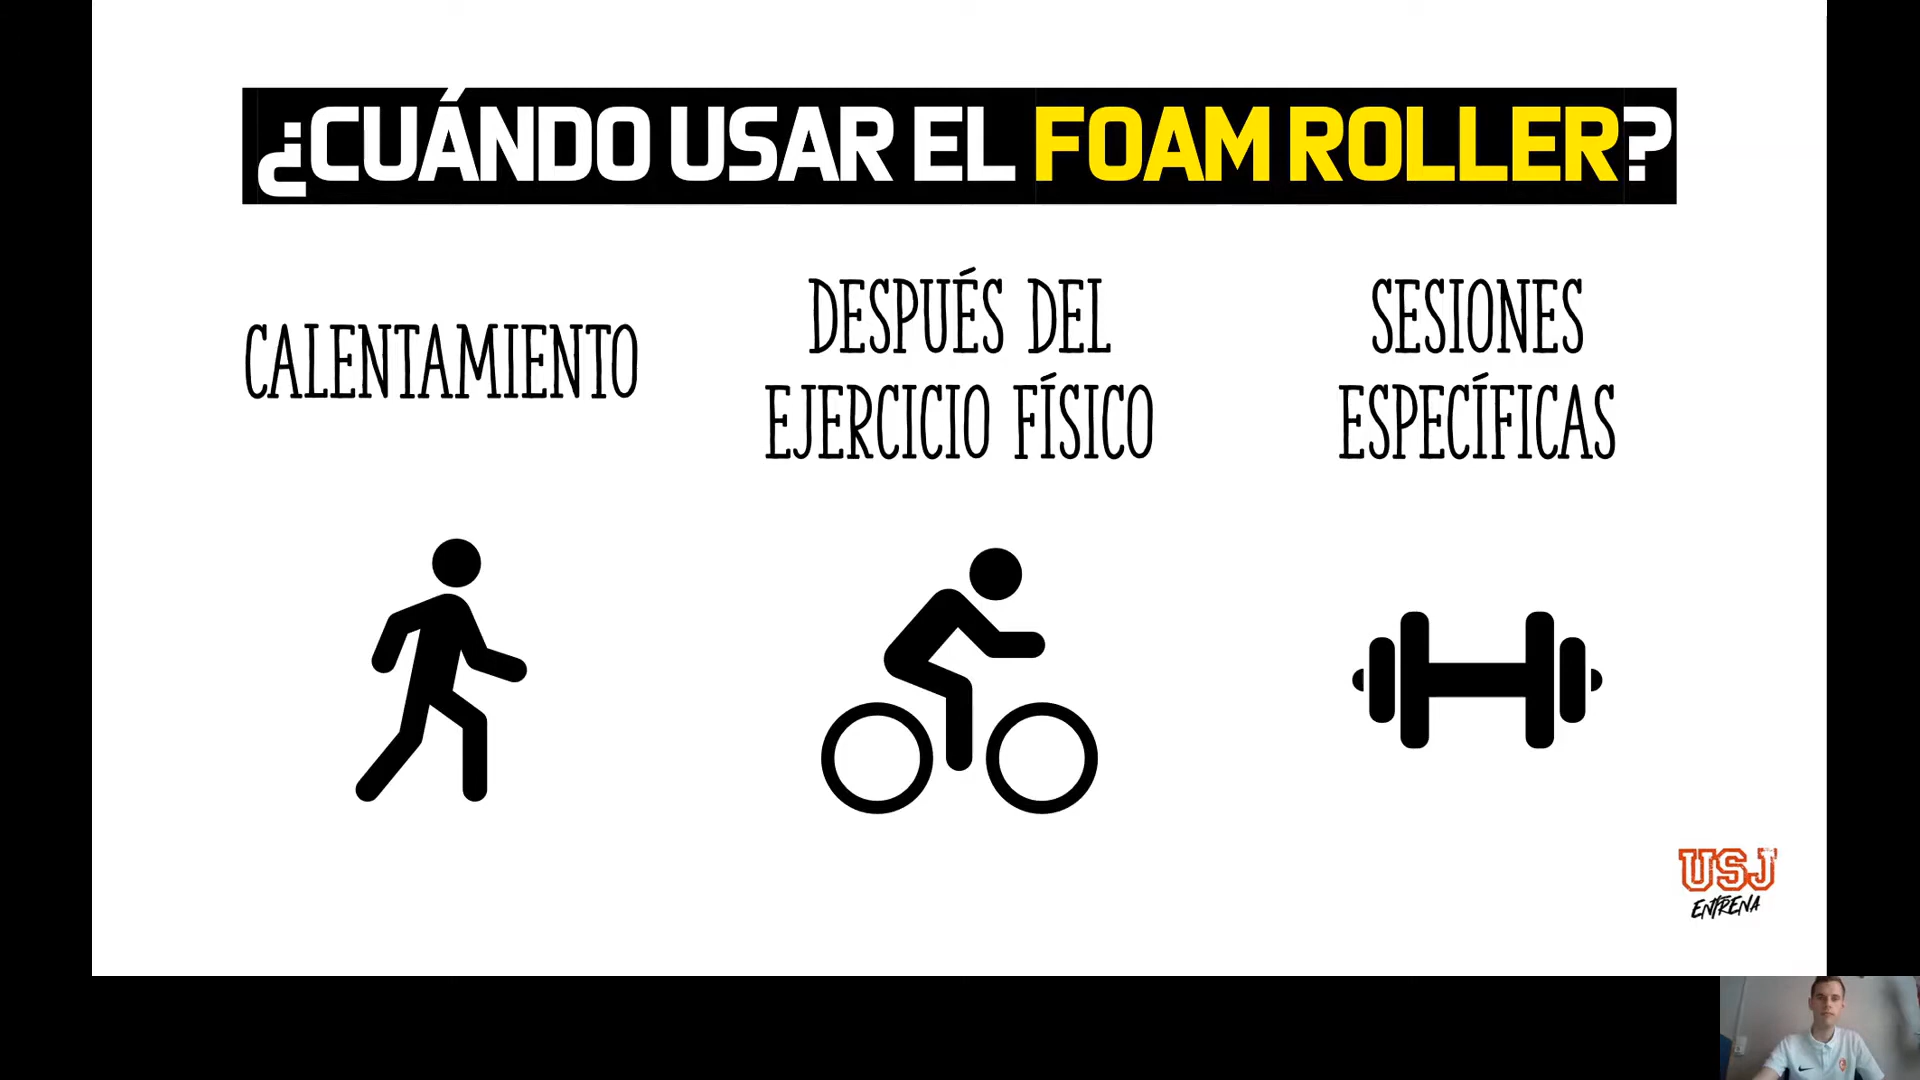 ¿CUÁNDO USAR EL FOAM ROLLER?
CALENTAMIENTO
DESPUÉS DEL
EJERCICIO FÍSICO
SESIONES
ESPECÍFICAS
USJ
ENTRENA